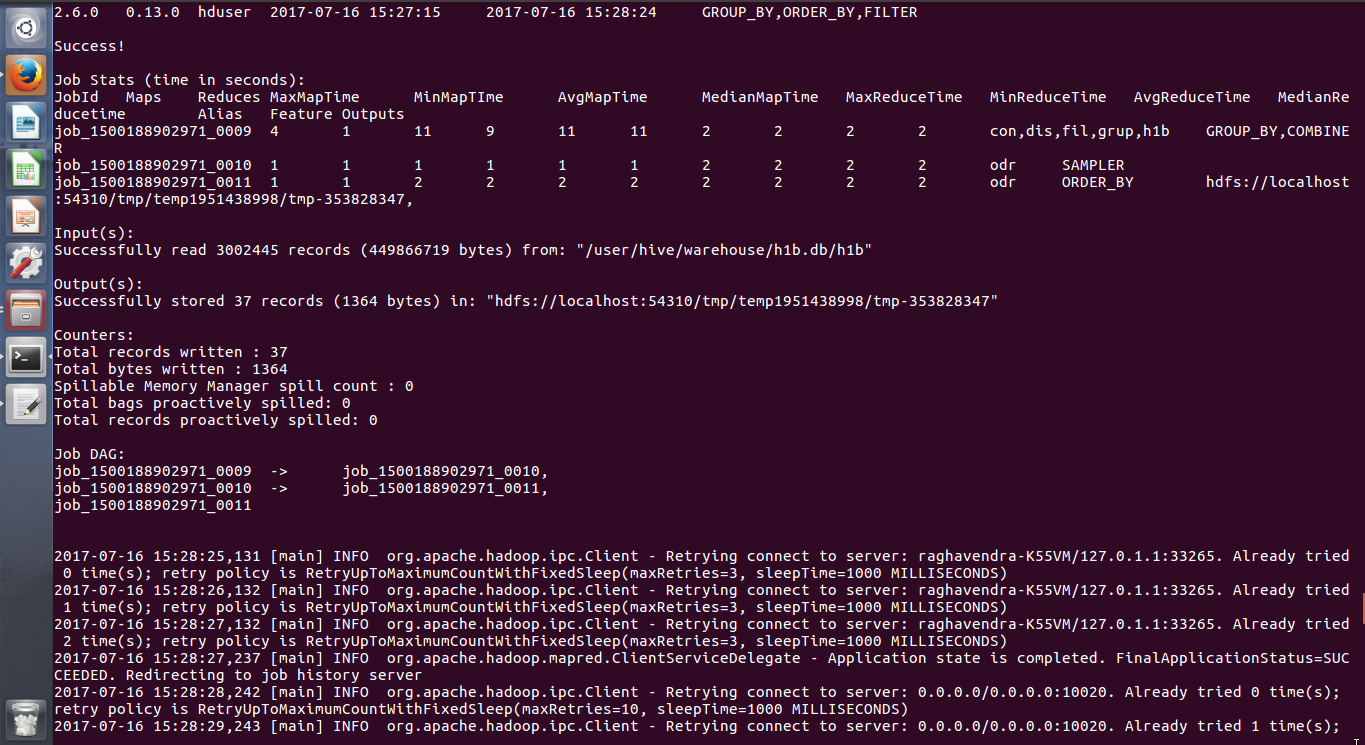 2.6.0   0.13.0  hduser  2017-07-16 15:27:15     2017-07-16 15:28:24     GROUP_BY,ORDER_BY,FILTER
Success!
Job Stats (time in seconds):
JobId   Maps    Reduces MaxMapTime      MinMapTIme      AvgMapTime      MedianMapTime   MaxReduceTime   MinReduceTime   AvgReduceTime   MedianRe
ducetime        Alias   Feature Outputs
job_1500188902971_0009  4       1       11      9       11      11      2       2       2       2       con,dis,fil,grup,h1b    GROUP_BY,COMBINE
R
job_1500188902971_0010  1       1       1       1       1       1       2       2       2       2       odr     SAMPLER
job_1500188902971_0011  1       1       2       2       2       2       2       2       2       2       odr     ORDER_BY        hdfs://localhost
:54310/tmp/temp1951438998/tmp-353828347,
Input(s):
Successfully read 3002445 records (449866719 bytes) from: "/user/hive/warehouse/h1b.db/h1b"
Output(s):
Successfully stored 37 records (1364 bytes) in: "hdfs://localhost:54310/tmp/temp1951438998/tmp-353828347"
Counters:
Total records written : 37
Total bytes written : 1364
Spillable Memory Manager spill count : 0
Total bags proactively spilled: 0
Total records proactively spilled: 0
Job DAG:
job_1500188902971_0009  ->      job_1500188902971_0010,
job_1500188902971_0010  ->      job_1500188902971_0011,
job_1500188902971_0011
2017-07-16 15:28:25,131 [main] INFO  org.apache.hadoop.ipc.Client - Retrying connect to server: raghavendra-K55VM/127.0.1.1:33265. Already tried
 0 time(s); retry policy is RetryUpToMaximumCountWithFixedSleep(maxRetries=3, sleepTime=1000 MILLISECONDS)
2017-07-16 15:28:26,132 [main] INFO  org.apache.hadoop.ipc.Client - Retrying connect to server: raghavendra-K55VM/127.0.1.1:33265. Already tried
 1 time(s); retry policy is RetryUpToMaximumCountWithFixedSleep(maxRetries=3, sleepTime=1000 MILLISECONDS)
2017-07-16 15:28:27,132 [main] INFO  org.apache.hadoop.ipc.Client - Retrying connect to server: raghavendra-K55VM/127.0.1.1:33265. Already tried
 2 time(s); retry policy is RetryUpToMaximumCountWithFixedSleep(maxRetries=3, sleepTime=1000 MILLISECONDS)
2017-07-16 15:28:27,237 [main] INFO  org.apache.hadoop.mapred.ClientServiceDelegate - Application state is completed. FinalApplicationStatus=SUC
CEEDED. Redirecting to job history server
2017-07-16 15:28:28,242 [main] INFO  org.apache.hadoop.ipc.Client - Retrying connect to server: 0.0.0.0/0.0.0.0:10020. Already tried 0 time(s);
retry policy is RetryUpToMaximumCountWithFixedSleep(maxRetries=10, sleepTime=1000 MILLISECONDS)
2017-07-16 15:28:29,243 [main] INFO  org.apache.hadoop.ipc.Client - Retrying connect to server: 0.0.0.0/0.0.0.0:10020. Already tried 1 time(s);